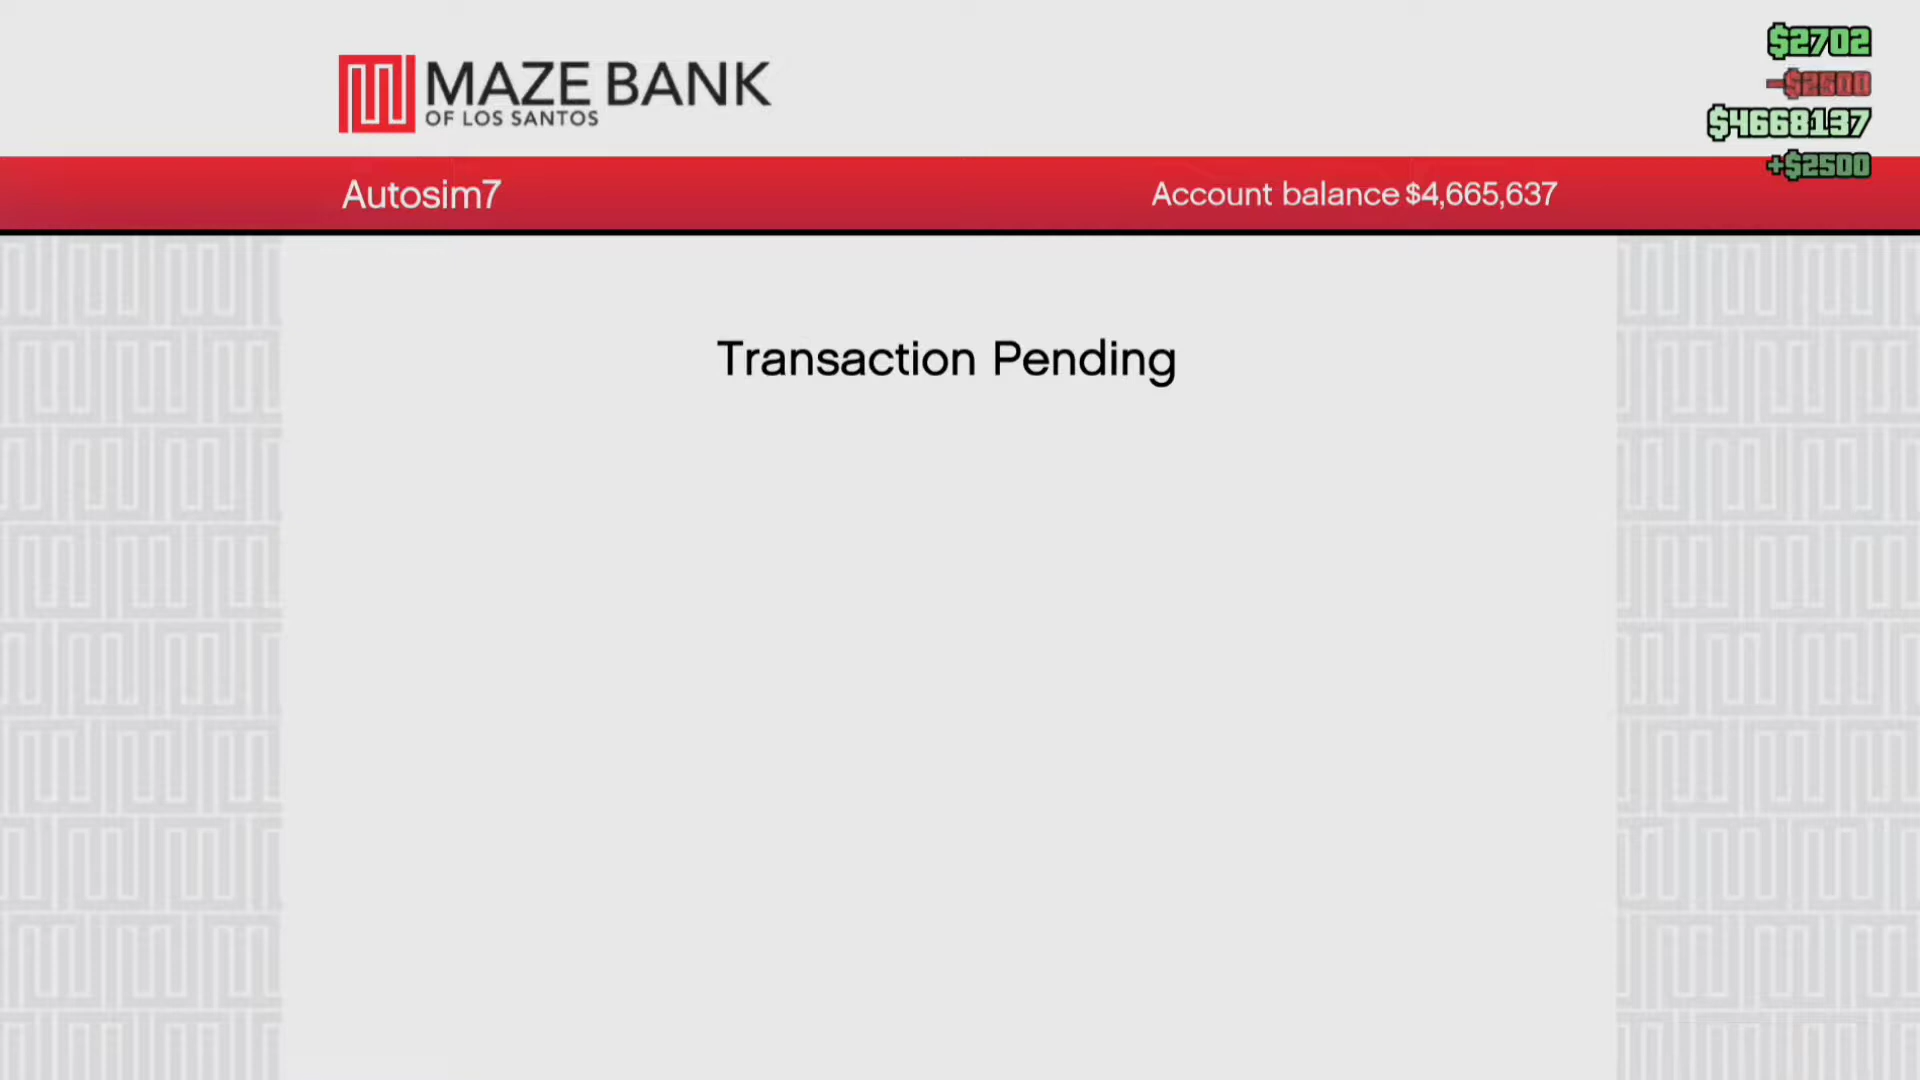 MAZE BANK
OF LOS SANTOS
$2702
-$2500
$4668137
+$2500
Autosim7
Account balance $4,665,637
Transaction Pending